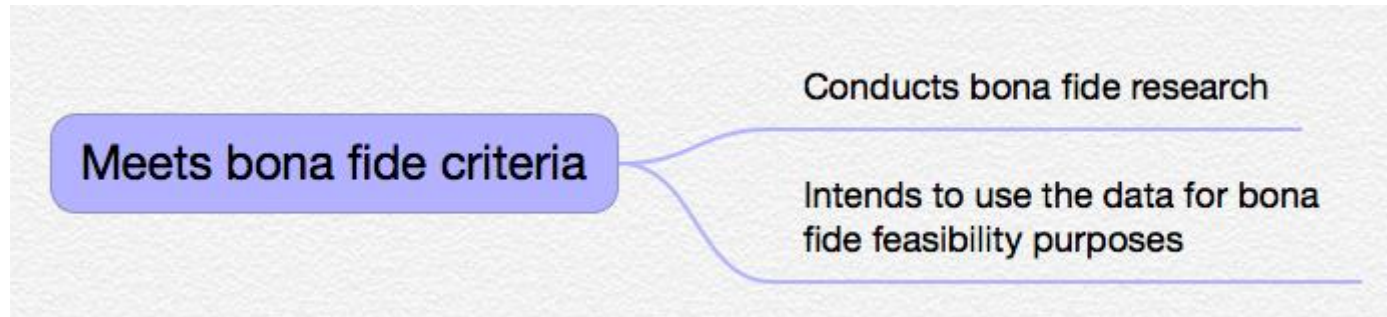 Meets bona fide criteria
Conducts bona fide research
Intends to use the data for bona
fide feasibility purposes